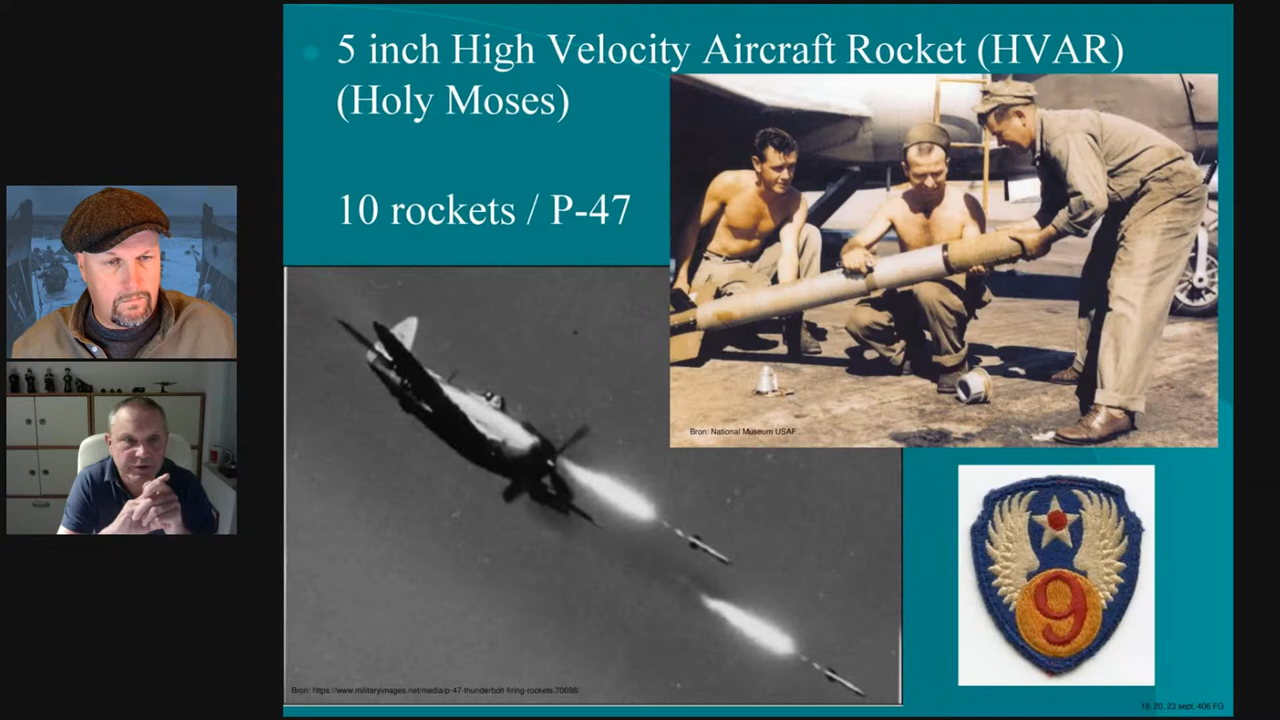 5 inch High Velocity Aircraft Rocket (HVAR)
(Holy Moses)
10 rockets / P-47
Bron: National Museum USAF
9
Bron: https://www.militaryimages.net/media/p-47-thunderbolt-firing-rockets.70698/
18, 20, 23 sept, 406 FG